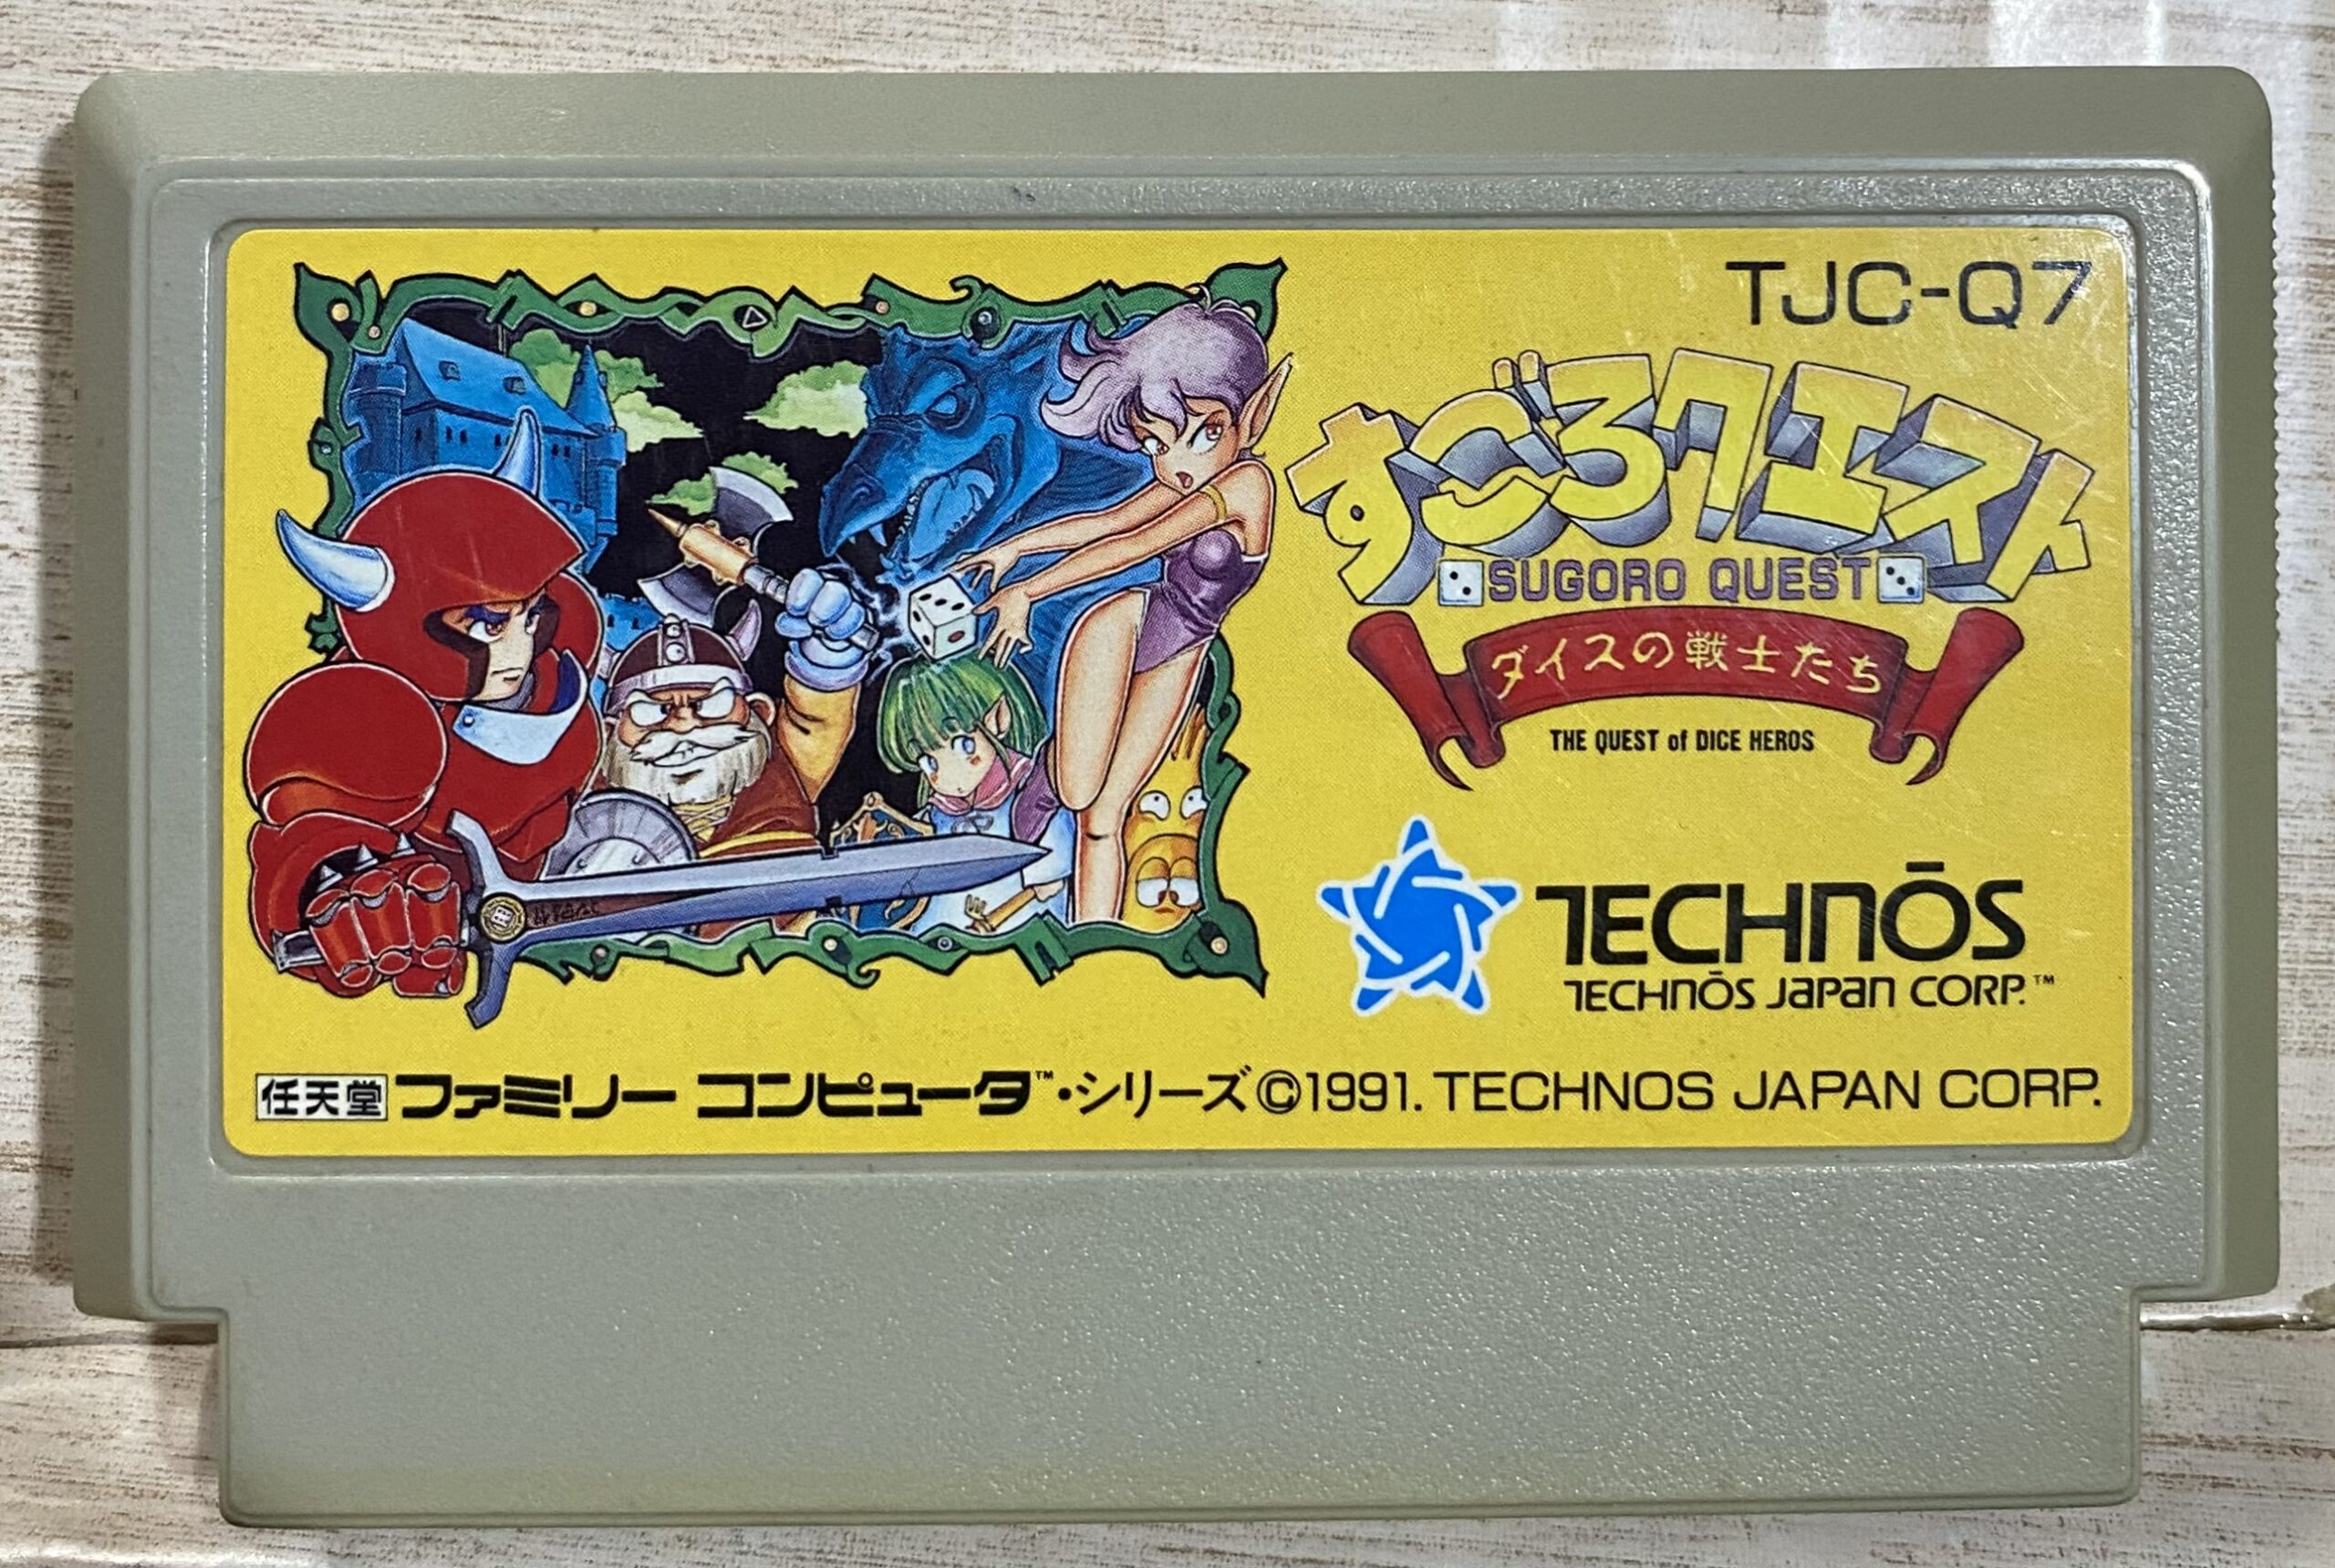 TJC-Q7
すごろクエスト
SUGORO QUEST
ダイスの戦士たち
THE QUEST of DICE HEROS
TECHNŌS
TECHNŌS JAPAN CORP.™
任天堂 ファミリー コンピュータ™・シリーズ ©1991. TECHNOS JAPAN CORP.